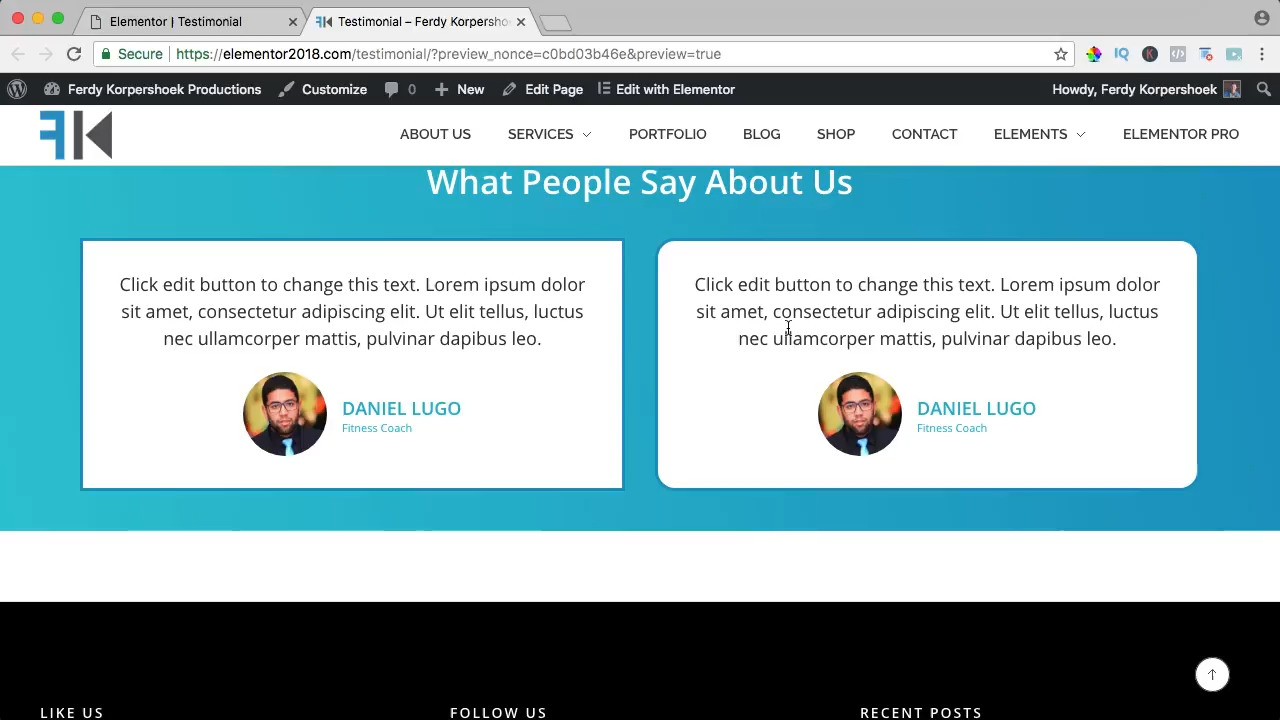 Elementor | Testimonial
Testimonial – Ferdy Korpersho
Secure
https://elementor2018.com/testimonial/?preview_nonce=c0bd03b46e&preview=true
Ferdy Korpershoek Productions
Customize
0
New
Edit Page
Edit with Elementor
Howdy, Ferdy Korpershoek
FK
ABOUT US
SERVICES
PORTFOLIO
BLOG
SHOP
CONTACT
ELEMENTS
ELEMENTOR PRO
What People Say About Us
Click edit button to change this text. Lorem ipsum dolor
sit amet, consectetur adipiscing elit. Ut elit tellus, luctus
nec ullamcorper mattis, pulvinar dapibus leo.
DANIEL LUGO
Fitness Coach
Click edit button to change this text. Lorem ipsum dolor
sit amet, consectetur adipiscing elit. Ut elit tellus, luctus
nec ullamcorper mattis, pulvinar dapibus leo.
DANIEL LUGO
Fitness Coach
LIKE US
FOLLOW US
RECENT POSTS